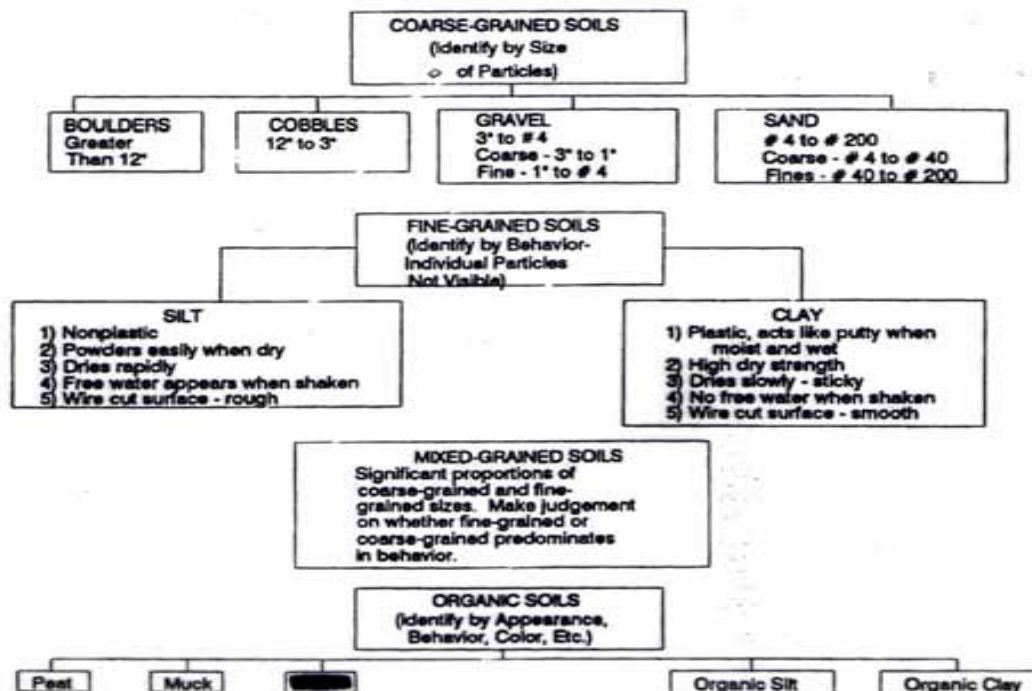 COARSE-GRAINED SOILS
(Identify by Size
of Particles)
BOULDERS
Greater
Than 12"
COBBLES
12" to 3"
GRAVEL
3" to #4
Coarse - 3" to 1"
Fine - 1" to # 4
SAND
# 4 to # 200
Coarse - # 4 to # 40
Fines - # 40 to # 200
FINE-GRAINED SOILS
(Identify by Behavior-
Individual Particles
Not Visible)
SILT
1) Nonplastic
2) Powders easily when dry
3) Dries rapidly
4) Free water appears when shaken
5) Wire cut surface - rough
CLAY
1) Plastic, acts like putty when
moist and wet
2) High dry strength
3) Dries slowly - sticky
4) No free water when shaken
5) Wire cut surface - smooth
MIXED-GRAINED SOILS
Significant proportions of
coarse-grained and fine-
grained sizes. Make judgement
on whether fine-grained or
coarse-grained predominates
in behavior.
ORGANIC SOILS
(Identify by Appearance,
Behavior, Color, Etc.)
Peat
Muck
Organic Silt
Organic Clay